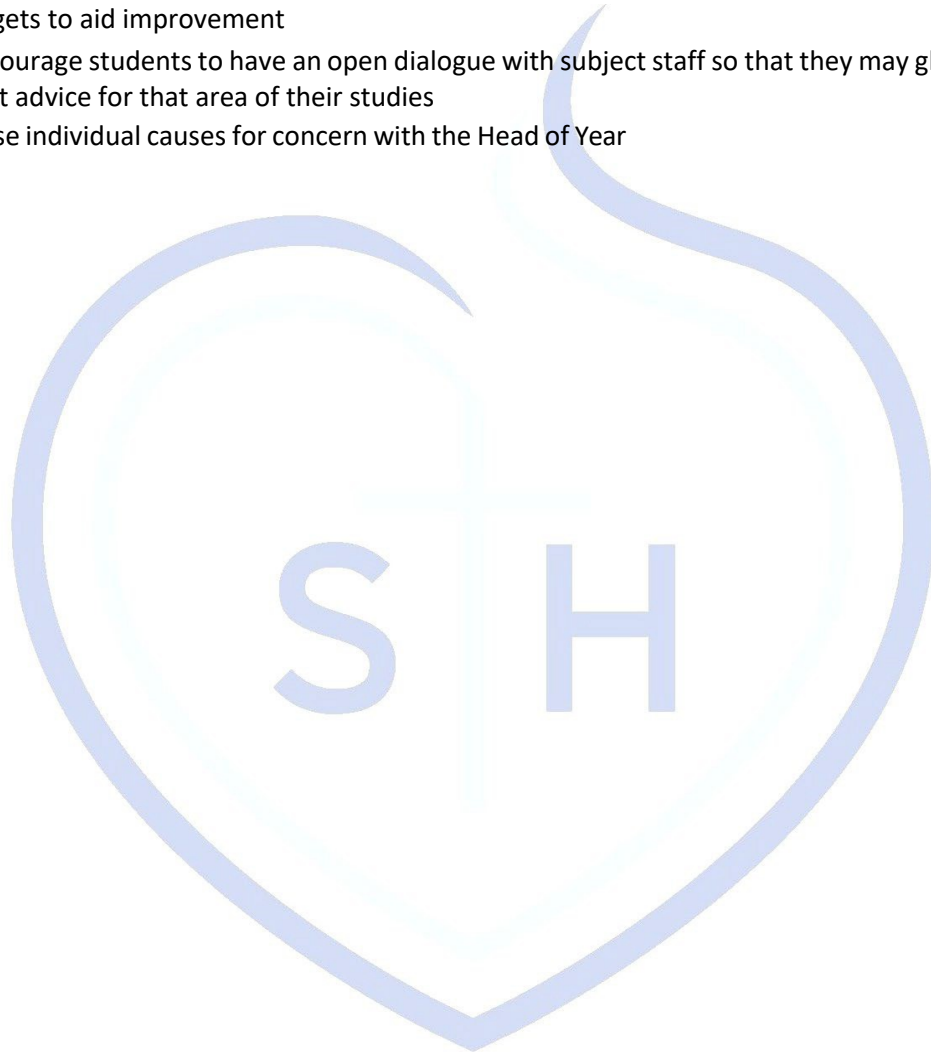 gets to aid improvement
ourage students to have an open dialogue with subject staff so that they may gl
t advice for that area of their studies
se individual causes for concern with the Head of Year
S H